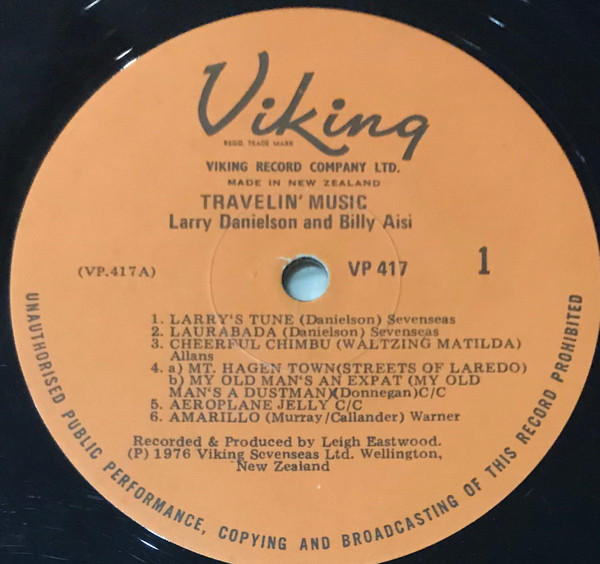 Viking
REGD. TRADE MARK
VIKING RECORD COMPANY LTD.
MADE IN NEW ZEALAND
TRAVELIN' MUSIC
Larry Danielson and Billy Aisi
(VP.417A)
VP 417
1
1. LARRY'S TUNE (Danielson) Sevenseas
2. LAURABADA (Danielson) Sevenseas
3. CHEERFUL CHIMBU (WALTZING MATILDA)
Allans
4. a) MT. HAGEN TOWN(STREETS OF LAREDO)
b) MY OLD MAN'S AN EXPAT (MY OLD
MAN'S A DUSTMAN)(Donnegan)C/C
5. AEROPLANE JELLY C/C
6. AMARILLO (Murray/Callander) Warner
Recorded & Produced by Leigh Eastwood.
(P) 1976 Viking Sevenseas Ltd. Wellington,
New Zealand
UNAUTHORISED PUBLIC PERFORMANCE, COPYING AND BROADCASTING OF THIS RECORD PROHIBITED